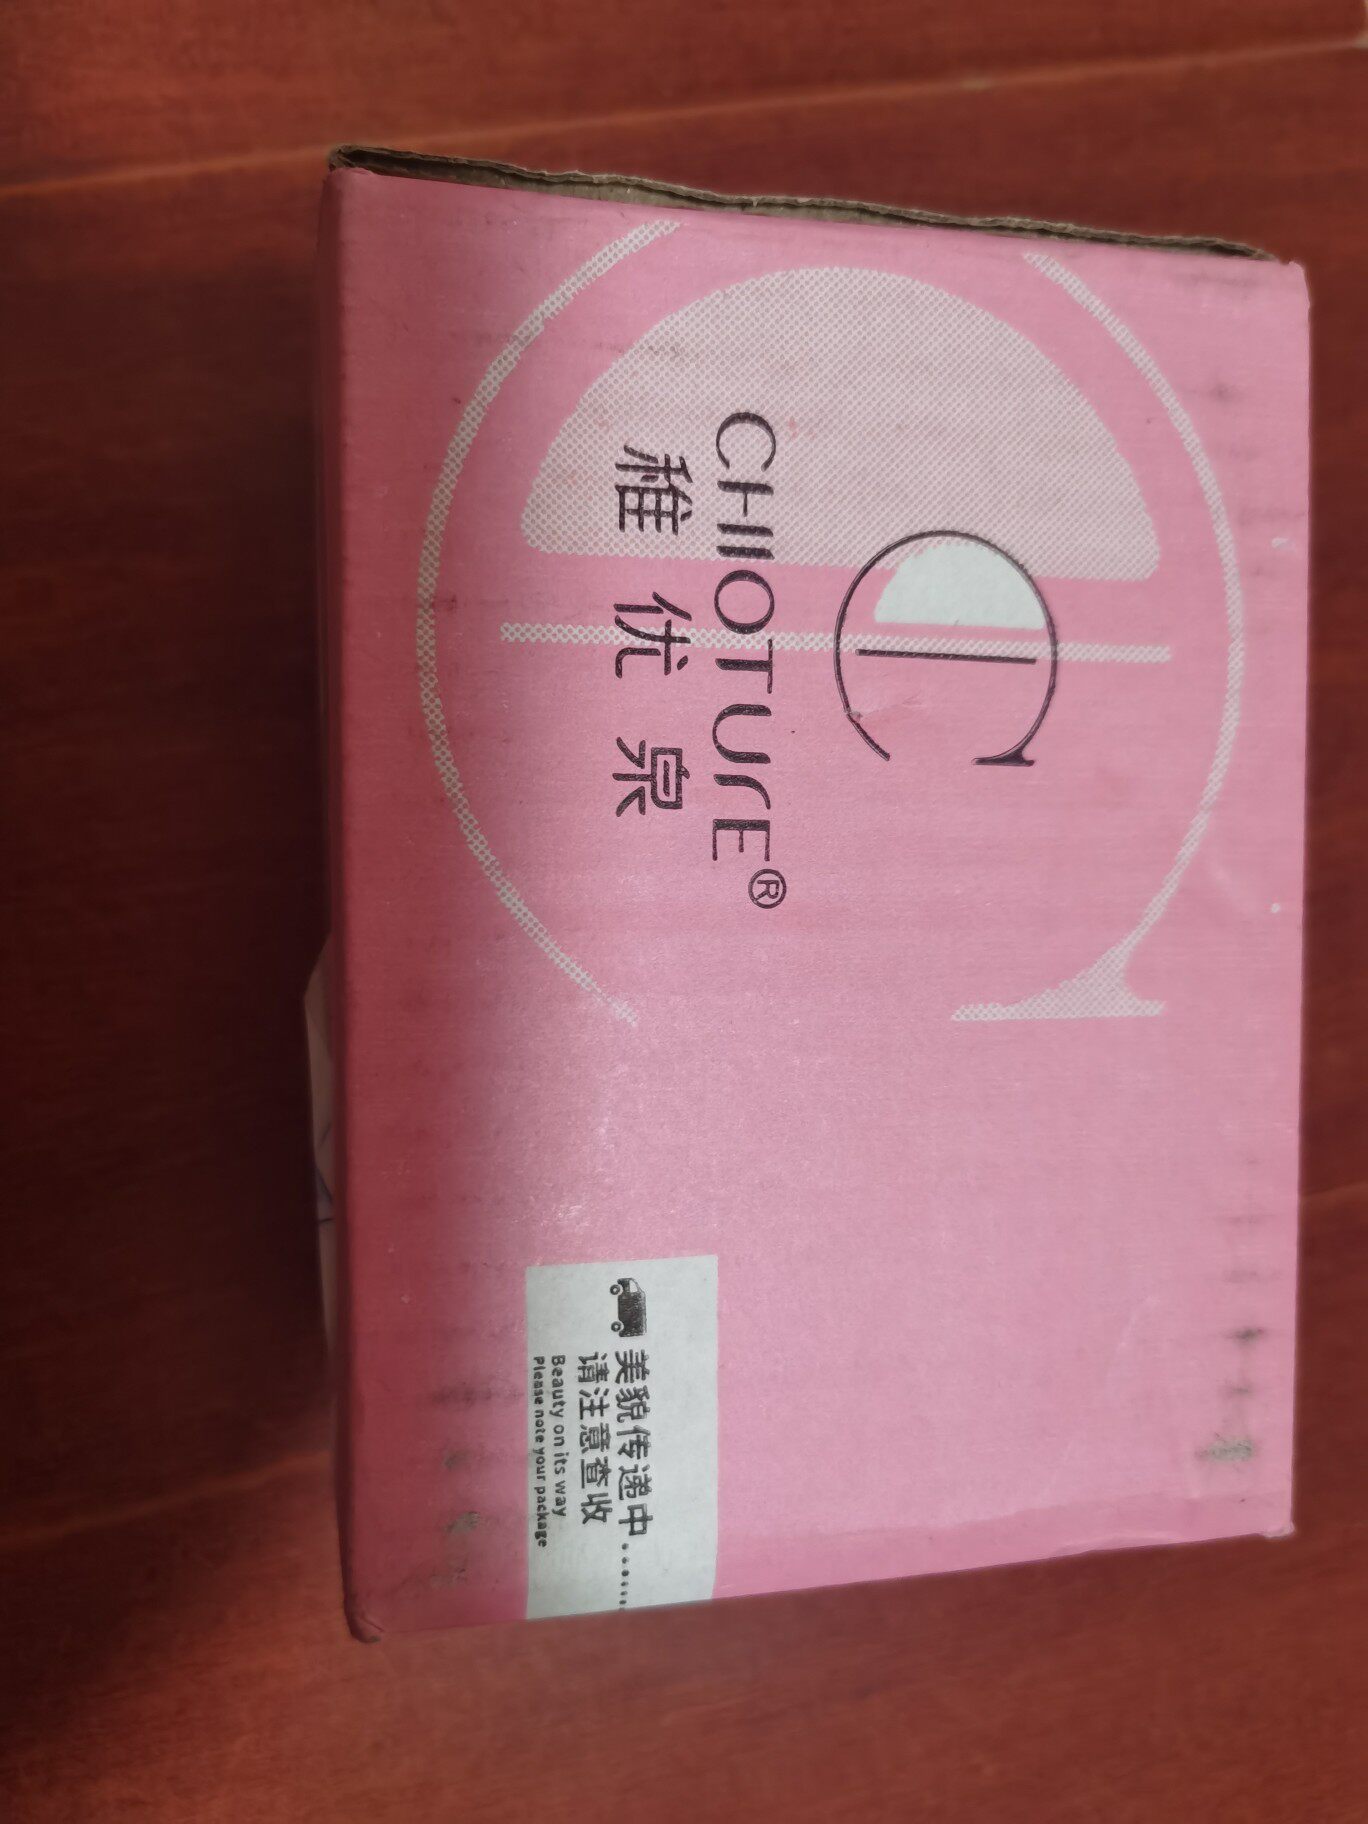 CHIOTURE®
稚优泉
美貌传递中.......
请注意查收
Beauty on its way
Please note your package